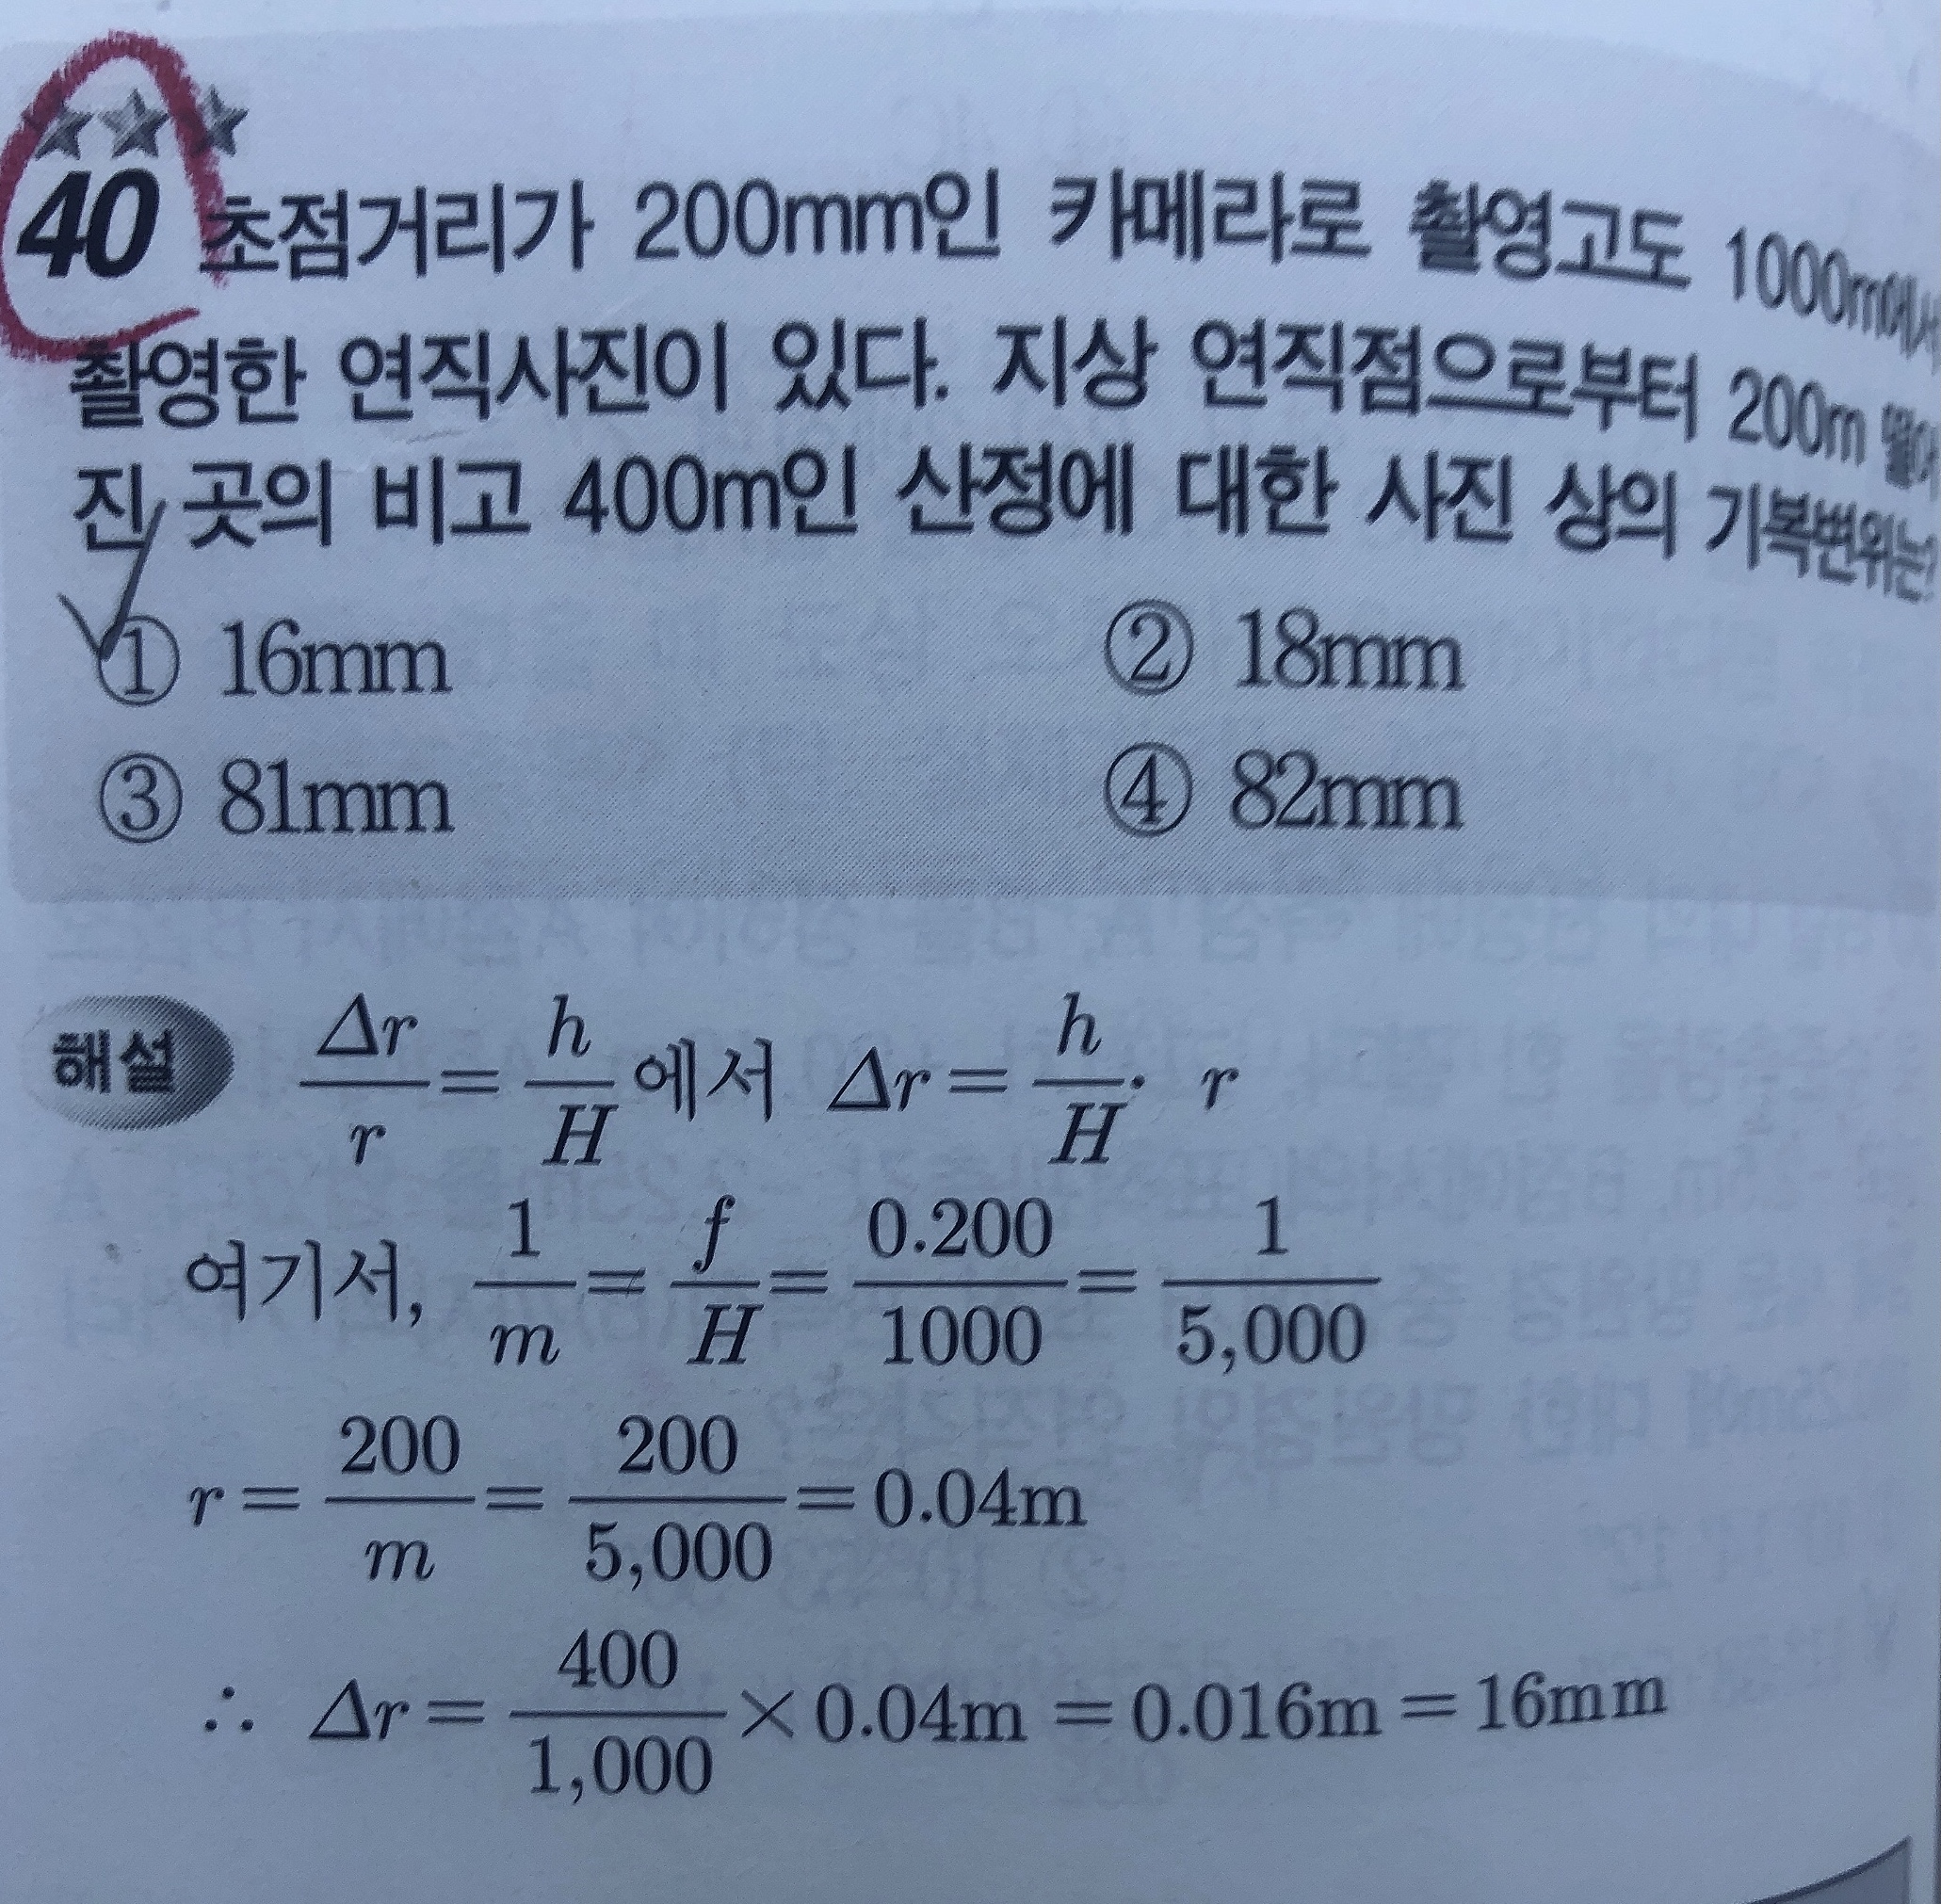 40 초점거리가 200mm인 카메라로 촬영고도 1000m에서
촬영한 연직사진이 있다. 지상 연직점으로부터 200m 떨어
진 곳의 비고 400m인 산정에 대한 사진 상의 기복변위는?
① 16mm ② 18mm
③ 81mm ④ 82mm
해설 Δr/r = h/H 에서 Δr = h/H · r
여기서, 1/m = f/H = 0.200/1000 = 1/5,000
r = 200/m = 200/5,000 = 0.04m
∴ Δr = 400/1,000 × 0.04m = 0.016m = 16mm